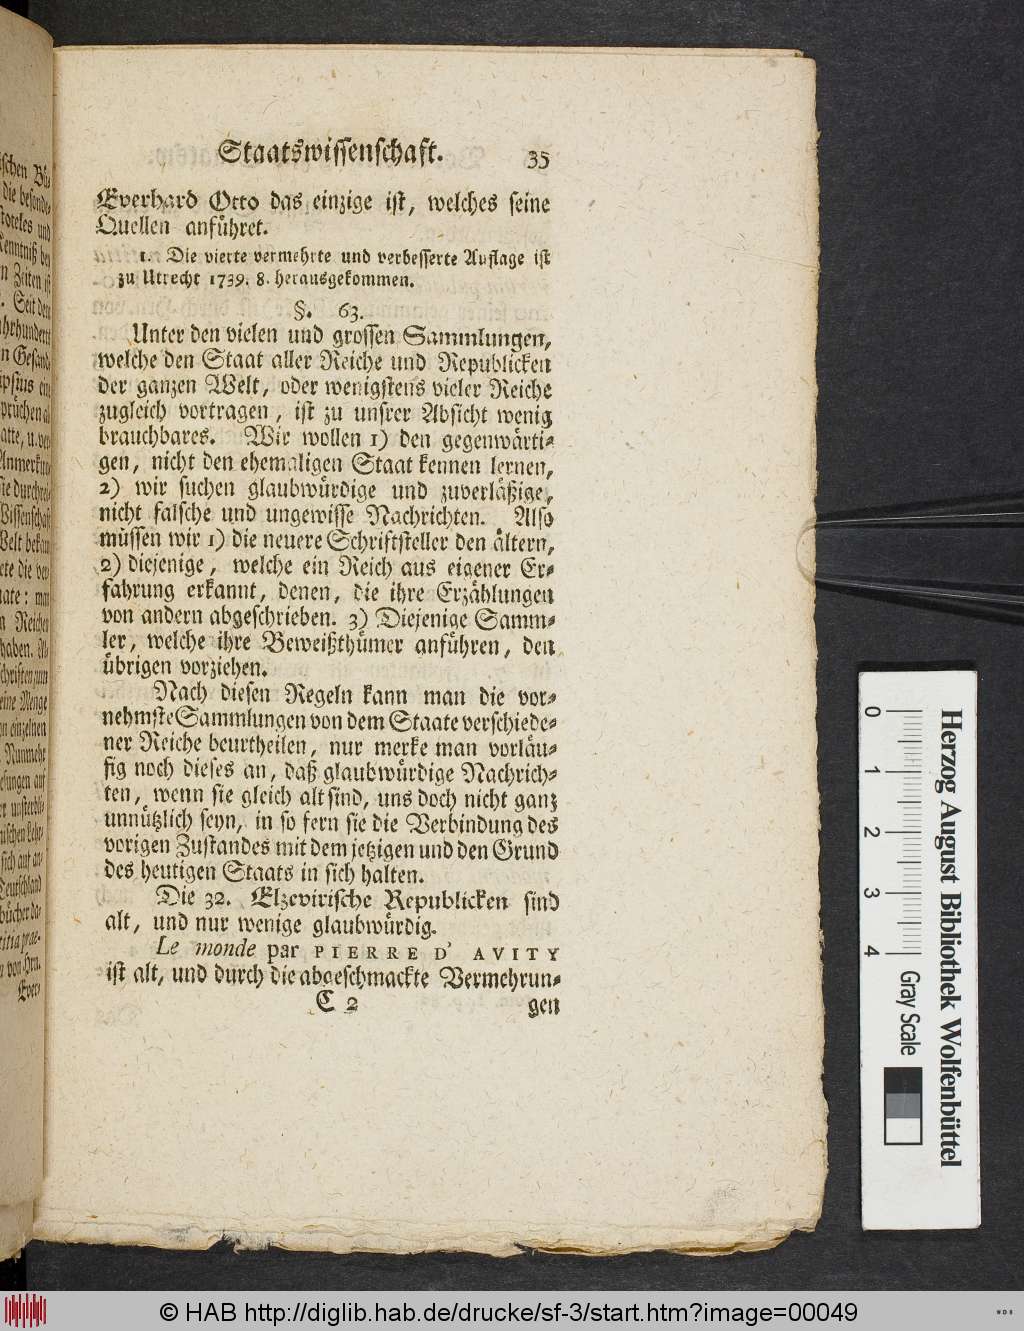 Staatswissenschaft. 35
Everhard Otto das einzige ist, welches seine
Quellen anführet.
1. Die vierte vermehrte und verbesserte Auflage ist
zu Utrecht 1739. 8. herausgekommen.
§. 63.
Unter den vielen und grossen Sammlungen,
welche den Staat aller Reiche und Republicken
der ganzen Welt, oder wenigstens vieler Reiche
zugleich vortragen, ist zu unsrer Absicht wenig
brauchbares. Wir wollen 1) den gegenwärti-
gen, nicht den ehemaligen Staat kennen lernen,
2) wir suchen glaubwürdige und zuverläßige,
nicht falsche und ungewisse Nachrichten. Also
müssen wir 1) die neuere Schriftsteller den ältern,
2) diejenige, welche ein Reich aus eigener Er-
fahrung erkannt, denen, die ihre Erzählungen
von andern abgeschrieben. 3) Diejenige Samm-
ler, welche ihre Beweißthümer anführen, den
übrigen vorziehen.
Nach diesen Regeln kann man die vor-
nehmste Sammlungen von dem Staate verschiede-
ner Reiche beurtheilen, nur merke man vorläu-
fig noch dieses an, daß glaubwürdige Nachrich-
ten, wenn sie gleich alt sind, uns doch nicht ganz
unnützlich seyn, in so fern sie die Verbindung des
vorigen Zustandes mit dem jetzigen und den Grund
des heutigen Staats in sich halten.
Die 32. Elzevirische Republicken sind
alt, und nur wenige glaubwürdig.
Le monde par PIERRE D' AVITY
ist alt, und durch die abgeschmackte Vermehrun-
C 2 gen
0 1 2 3 4
Gray Scale
Herzog August Bibliothek Wolfenbüttel
© HAB http://diglib.hab.de/drucke/sf-3/start.htm?image=00049